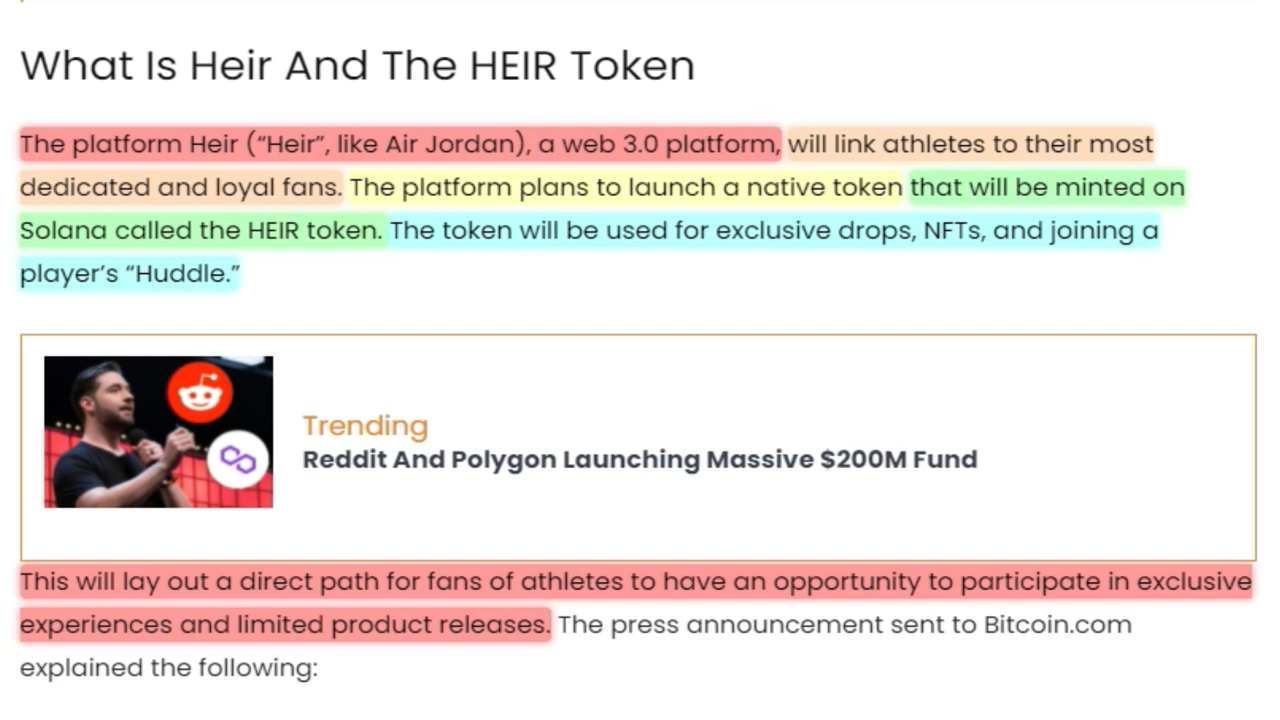 What Is Heir And The HEIR Token
The platform Heir (“Heir”, like Air Jordan), a web 3.0 platform, will link athletes to their most
dedicated and loyal fans. The platform plans to launch a native token that will be minted on
Solana called the HEIR token. The token will be used for exclusive drops, NFTs, and joining a
player’s “Huddle.”
Trending
Reddit And Polygon Launching Massive $200M Fund
This will lay out a direct path for fans of athletes to have an opportunity to participate in exclusive
experiences and limited product releases. The press announcement sent to Bitcoin.com
explained the following: